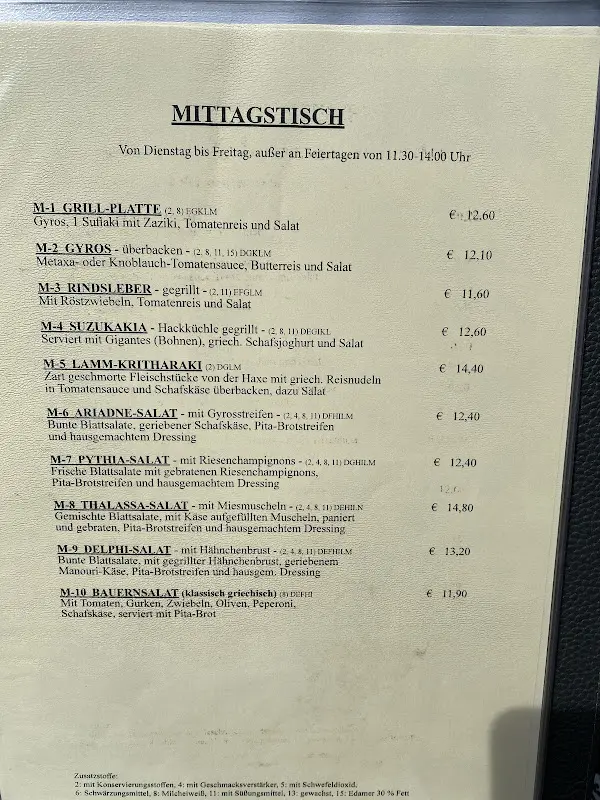 MITTAGSTISCH
Von Dienstag bis Freitag, außer an Feiertagen von 11.30-14.00 Uhr
M-1 GRILL-PLATTE (2, 8) EGKLM € 12,60
Gyros, 1 Suflaki mit Zaziki, Tomatenreis und Salat
M-2 GYROS - überbacken - (2, 8, 11, 15) DGKLM € 12,10
Metaxa- oder Knoblauch-Tomatensauce, Butterreis und Salat
M-3 RINDSLEBER - gegrillt - (2, 11) EFGLM € 11,60
Mit Röstzwiebeln, Tomatenreis und Salat
M-4 SUZUKAKIA - Hackküchle gegrillt - (2, 8, 11) DEGIKL € 12,60
Serviert mit Gigantes (Bohnen), griech. Schafsjoghurt und Salat
M-5 LAMM-KRITHARAKI (2) DGLM € 14,40
Zart geschmorte Fleischstücke von der Haxe mit griech. Reisnudeln
in Tomatensauce und Schafskäse überbacken, dazu Salat
M-6 ARIADNE-SALAT - mit Gyrosstreifen - (2, 4, 8, 11) DFHILM € 12,40
Bunte Blattsalate, geriebener Schafskäse, Pita-Brotstreifen
und hausgemachtem Dressing
M-7 PYTHIA-SALAT - mit Riesenchampignons - (2, 4, 8, 11) DGHILM € 12,40
Frische Blattsalate mit gebratenen Riesenchampignons,
Pita-Brotstreifen und hausgemachtem Dressing
M-8 THALASSA-SALAT - mit Miesmuscheln - (2, 4, 8, 11) DEHILN € 14,80
Gemischte Blattsalate, mit Käse aufgefüllten Muscheln, paniert
und gebraten, Pita-Brotstreifen und hausgemachtem Dressing
M-9 DELPHI-SALAT - mit Hähnchenbrust - (2, 4, 8, 11) DEFHILM € 13,20
Bunte Blattsalate, mit gegrillter Hähnchenbrust, geriebenem
Manouri-Käse, Pita-Brotstreifen und hausgem. Dressing
M-10 BAUERNSALAT (klassisch griechisch) (8) DEFHI € 11,90
Mit Tomaten, Gurken, Zwiebeln, Oliven, Peperoni,
Schafskäse, serviert mit Pita-Brot
Zusatzstoffe:
2: mit Konservierungsstoffen, 4: mit Geschmacksverstärker, 5: mit Schwefeldioxid,
6: Schwärzungsmittel, 8: Milcheiweiß, 11: mit Süßungsmittel, 13: gewachst, 15: Edamer 30 % Fett